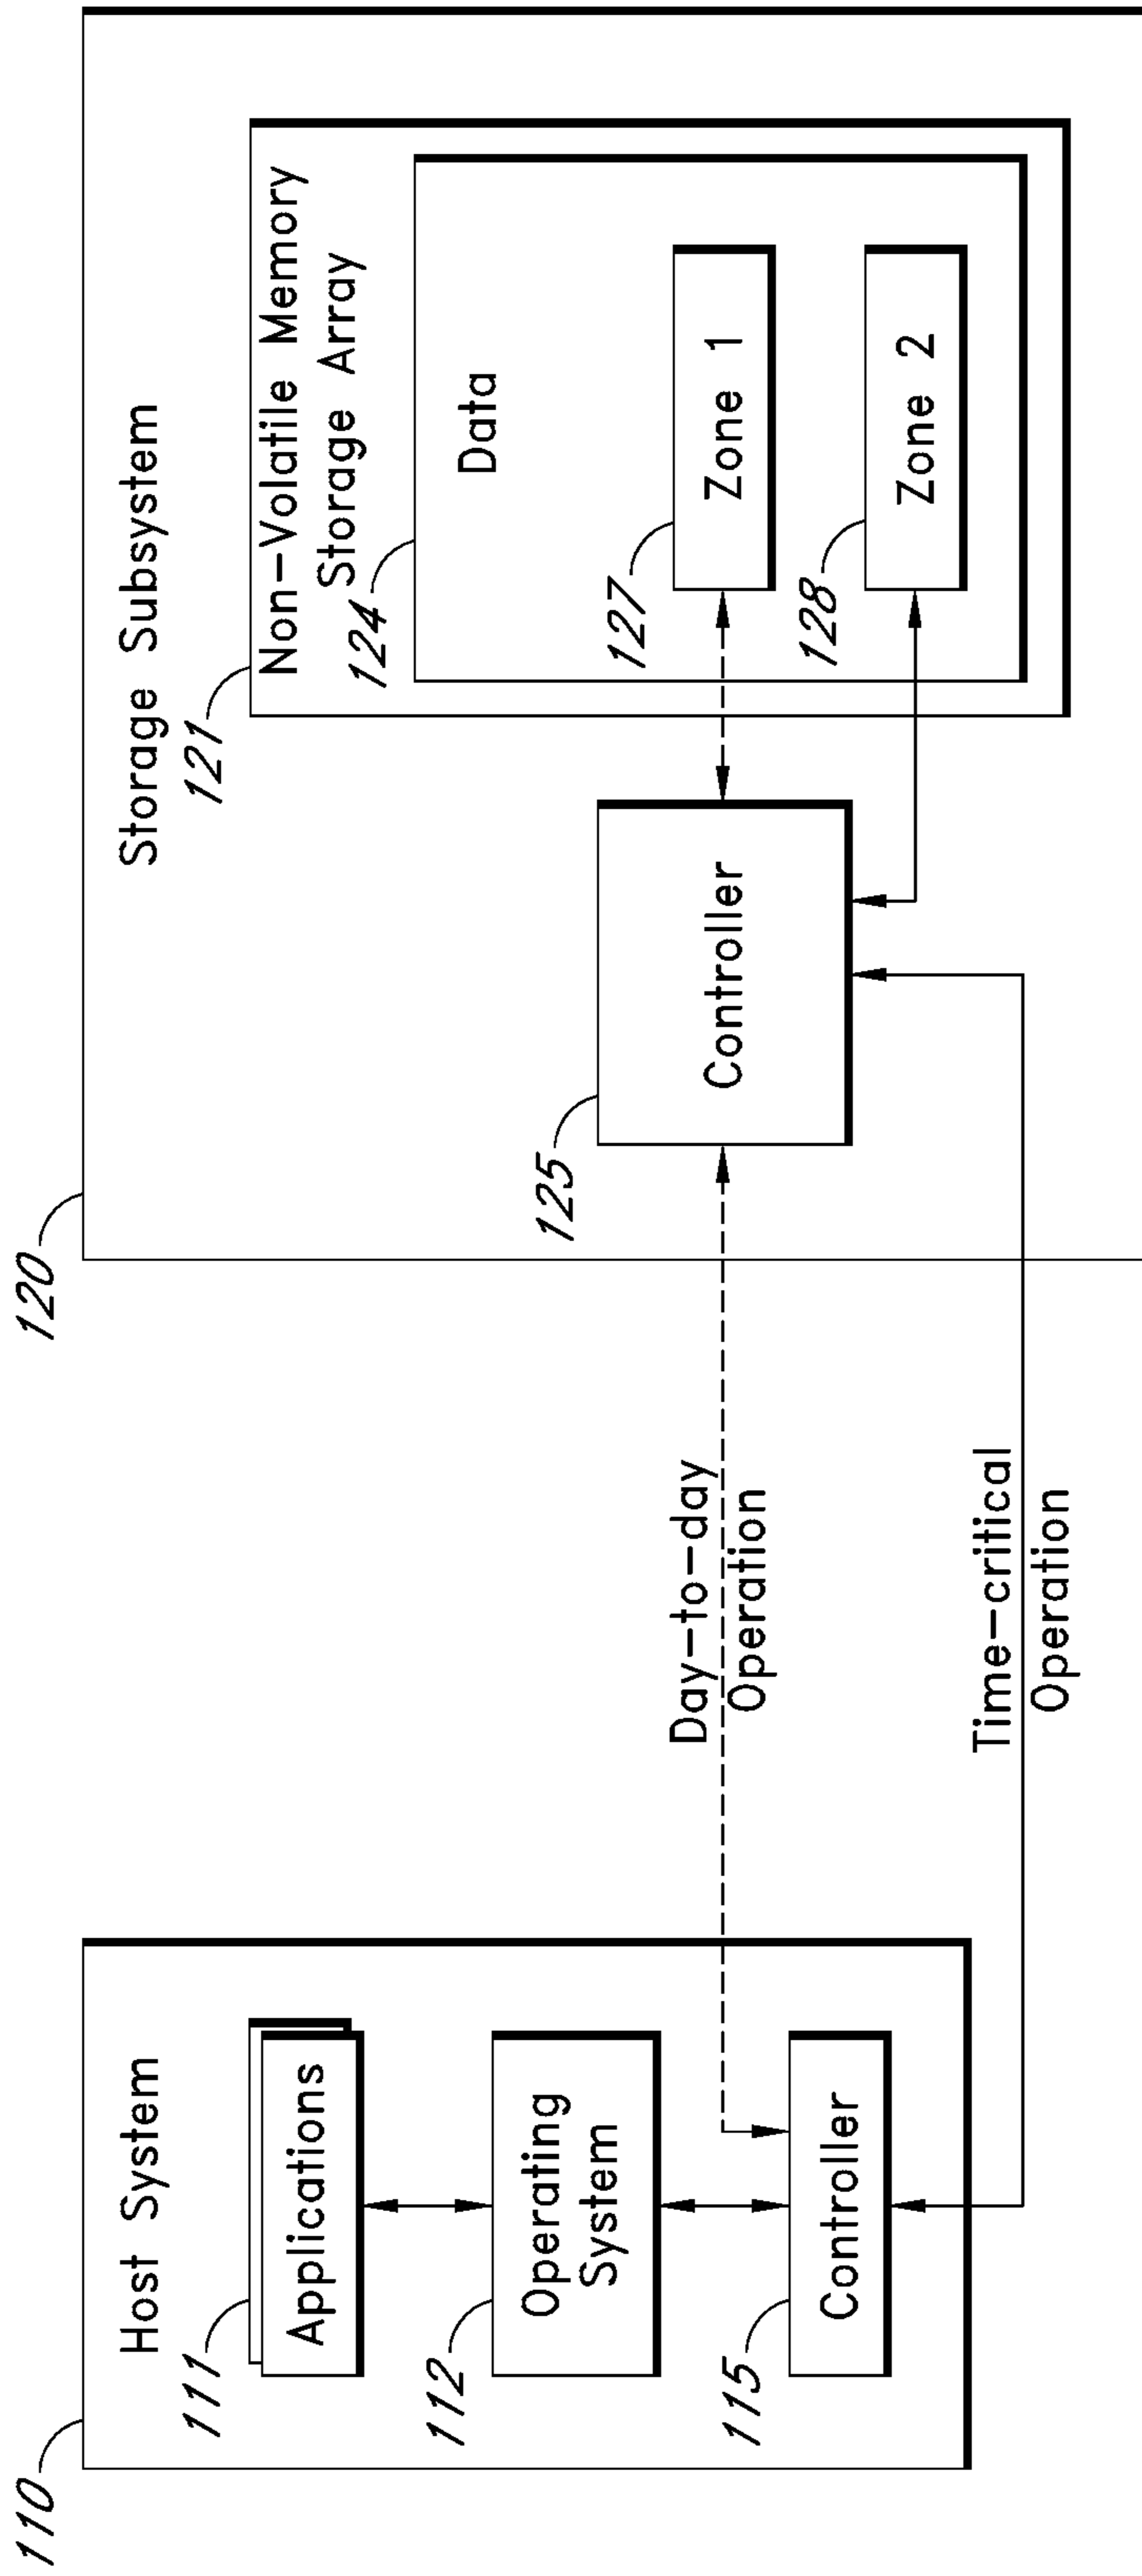 110
Host System
111
Applications
112
Operating
System
115
Controller
Day-to-day
Operation
Time-critical
Operation
120
Storage Subsystem
121
Non-Volatile Memory
Storage Array
124
Data
125
Controller
127
Zone 1
128
Zone 2